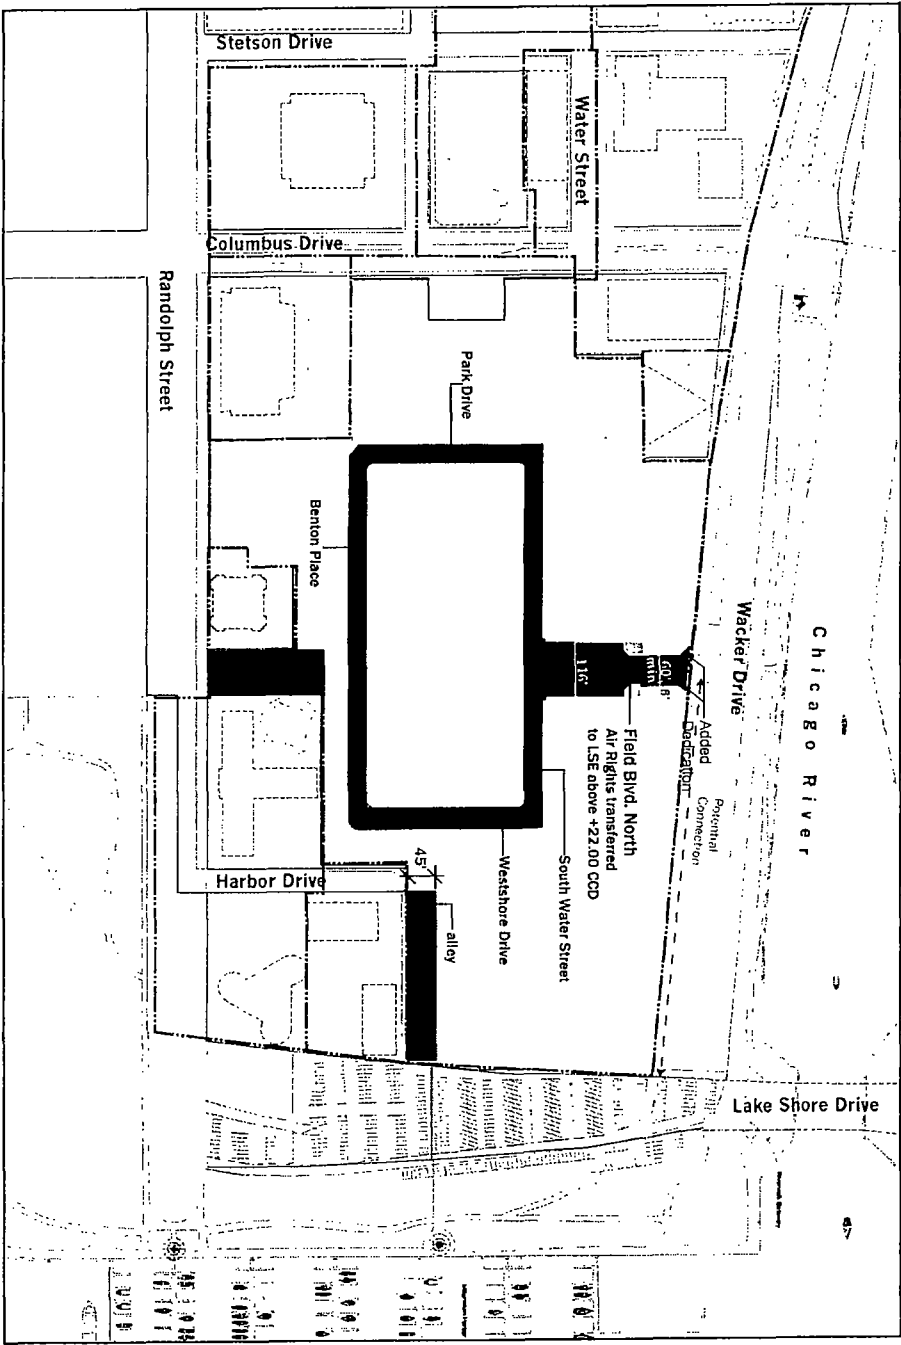 Stetson Drive
Water Street
Columbus Drive
Randolph Street
Park Drive
Benton Place
Chicago River
Wacker Drive
116'
60'
min
Added
Dedication
Potential
Connection
Field Blvd. North
Air Rights transferred
to LSE above +22.00 CCD
South Water Street
Westshore Drive
45'
alley
Harbor Drive
Lake Shore Drive